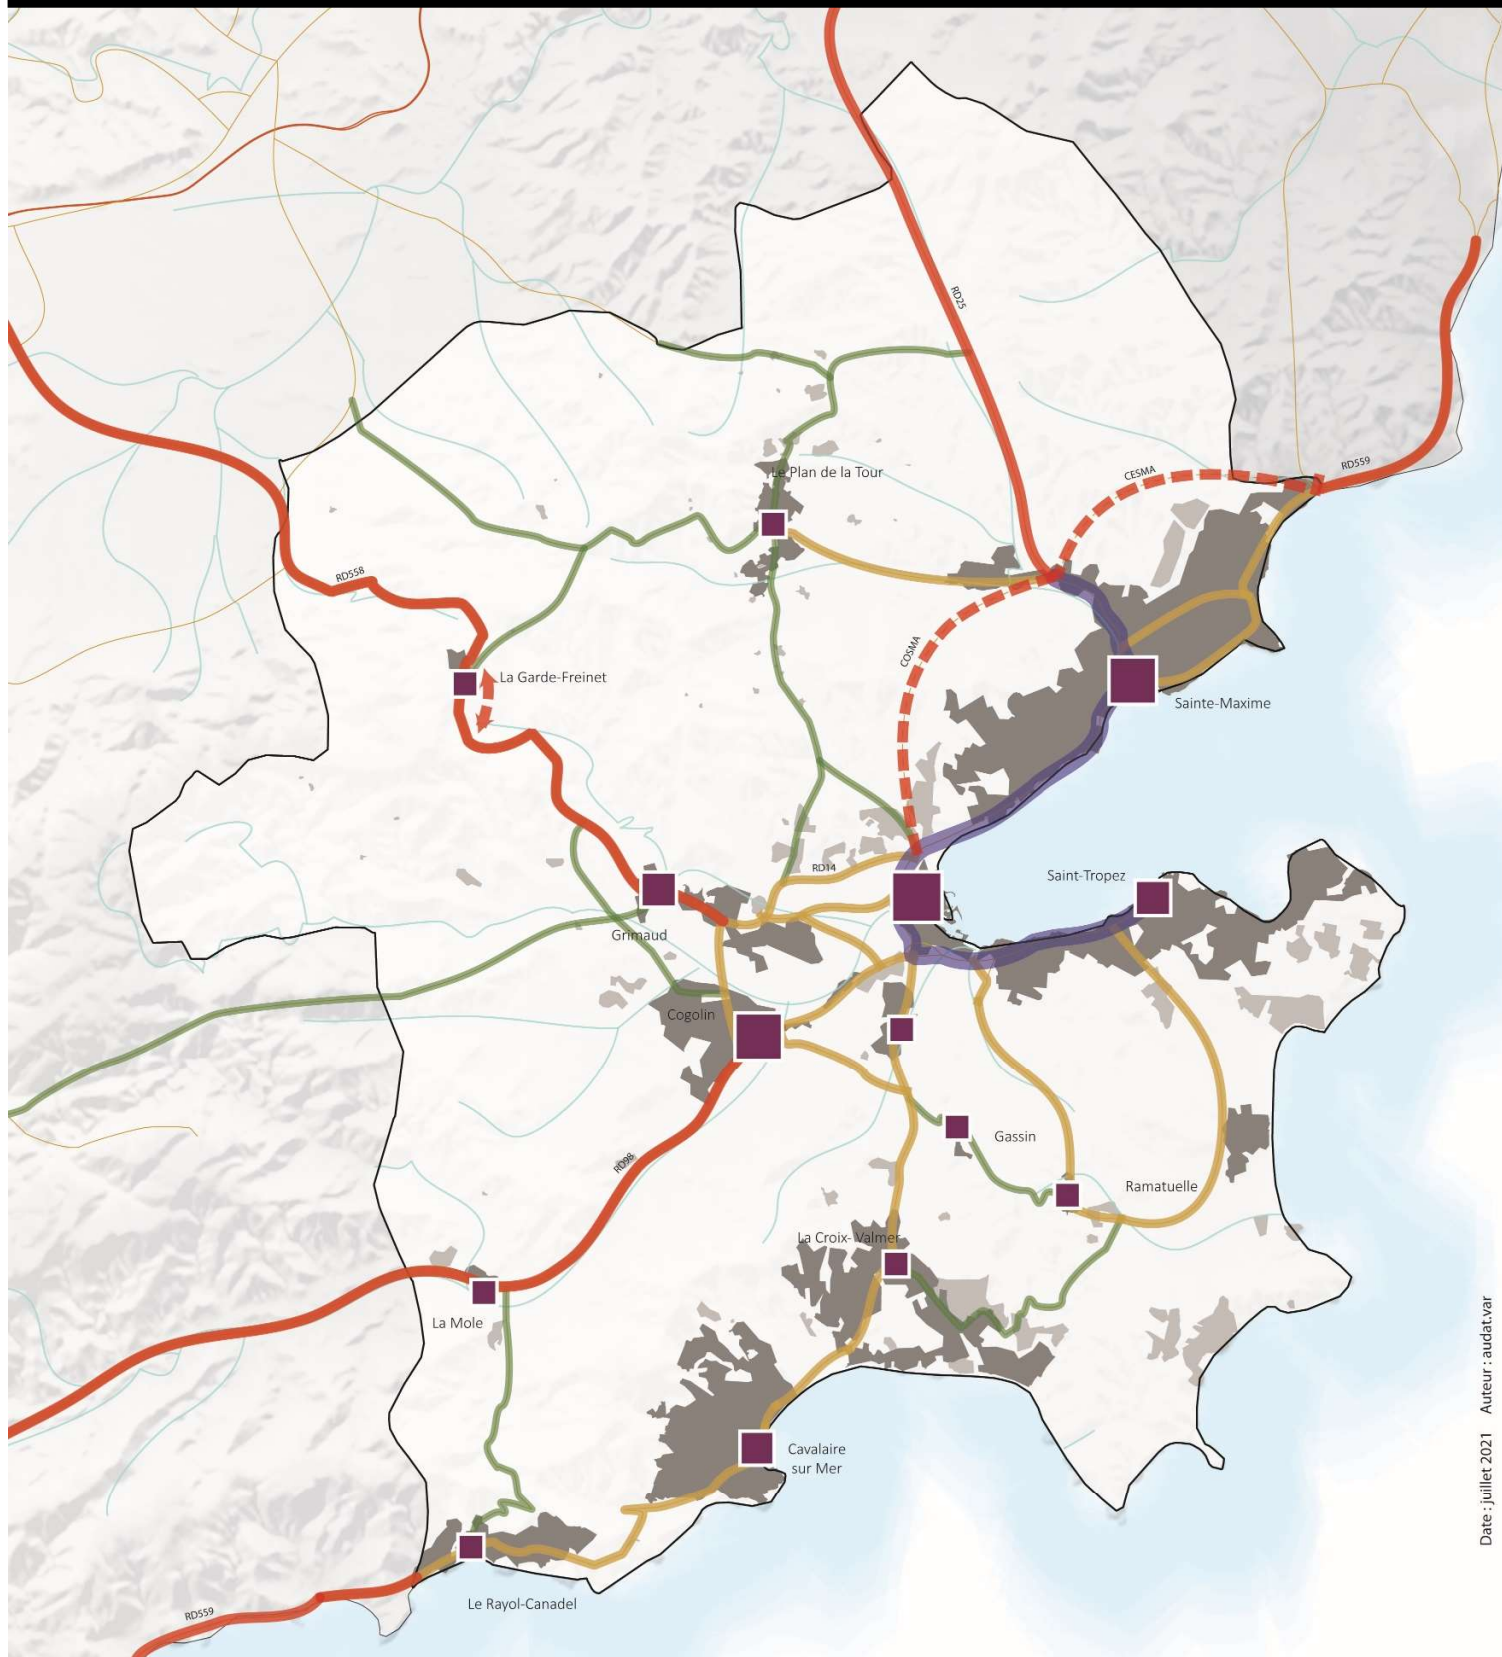 RD25
CESMA
RD559
Le Plan de la Tour
RD558
COSMA
La Garde-Freinet
Sainte-Maxime
RD14
Saint-Tropez
Grimaud
Cogolin
Gassin
RD98
Ramatuelle
La Croix- Valmer
La Mole
Cavalaire
sur Mer
Le Rayol-Canadel
RD559
Date : juillet 2021 Auteur : audat.var